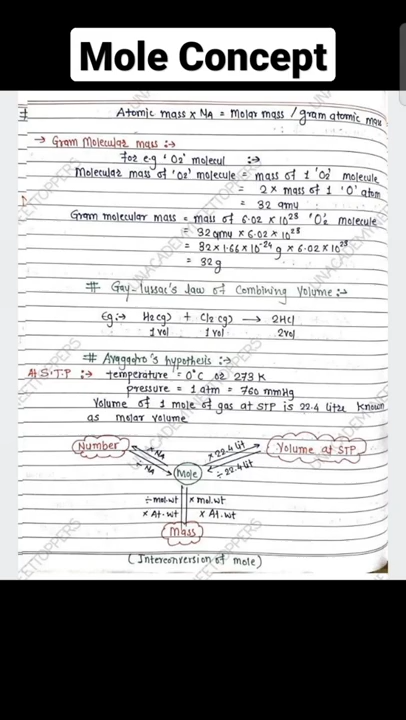 Mole Concept
Atomic mass x NA = Molar mass / gram atomic mass
→ Gram Molecular mass :→
For e.g 'O2' molecul :→
Molecular mass of 'O2' molecule = mass of 1 'O2' molecule
= 2 x mass of 1 'O' atom
= 32 amu
Gram molecular mass = mass of 6.02 x 10^23 'O2' molecule
= 32 amu x 6.02 x 10^23
= 32 x 1.66 x 10^-24 g x 6.02 x 10^23
= 32 g
# Gay-lussac's law of Combining Volume :→
Eg :→ H2(g) + Cl2(g) → 2HCl
1 vol 1 vol 2vol
# Avagadro's hypothesis :→
At S.T.P :→ temperature = 0°C or 273 K
pressure = 1 atm = 760 mmHg
Volume of 1 mole of gas at STP is 22.4 litre known
as molar volume
Number
x NA
÷ NA
x 22.4 lit
÷ 22.4 lit
Volume at STP
Mole
÷ mol.wt x mol.wt
x At.wt x At.wt
Mass
(Interconversion of mole)